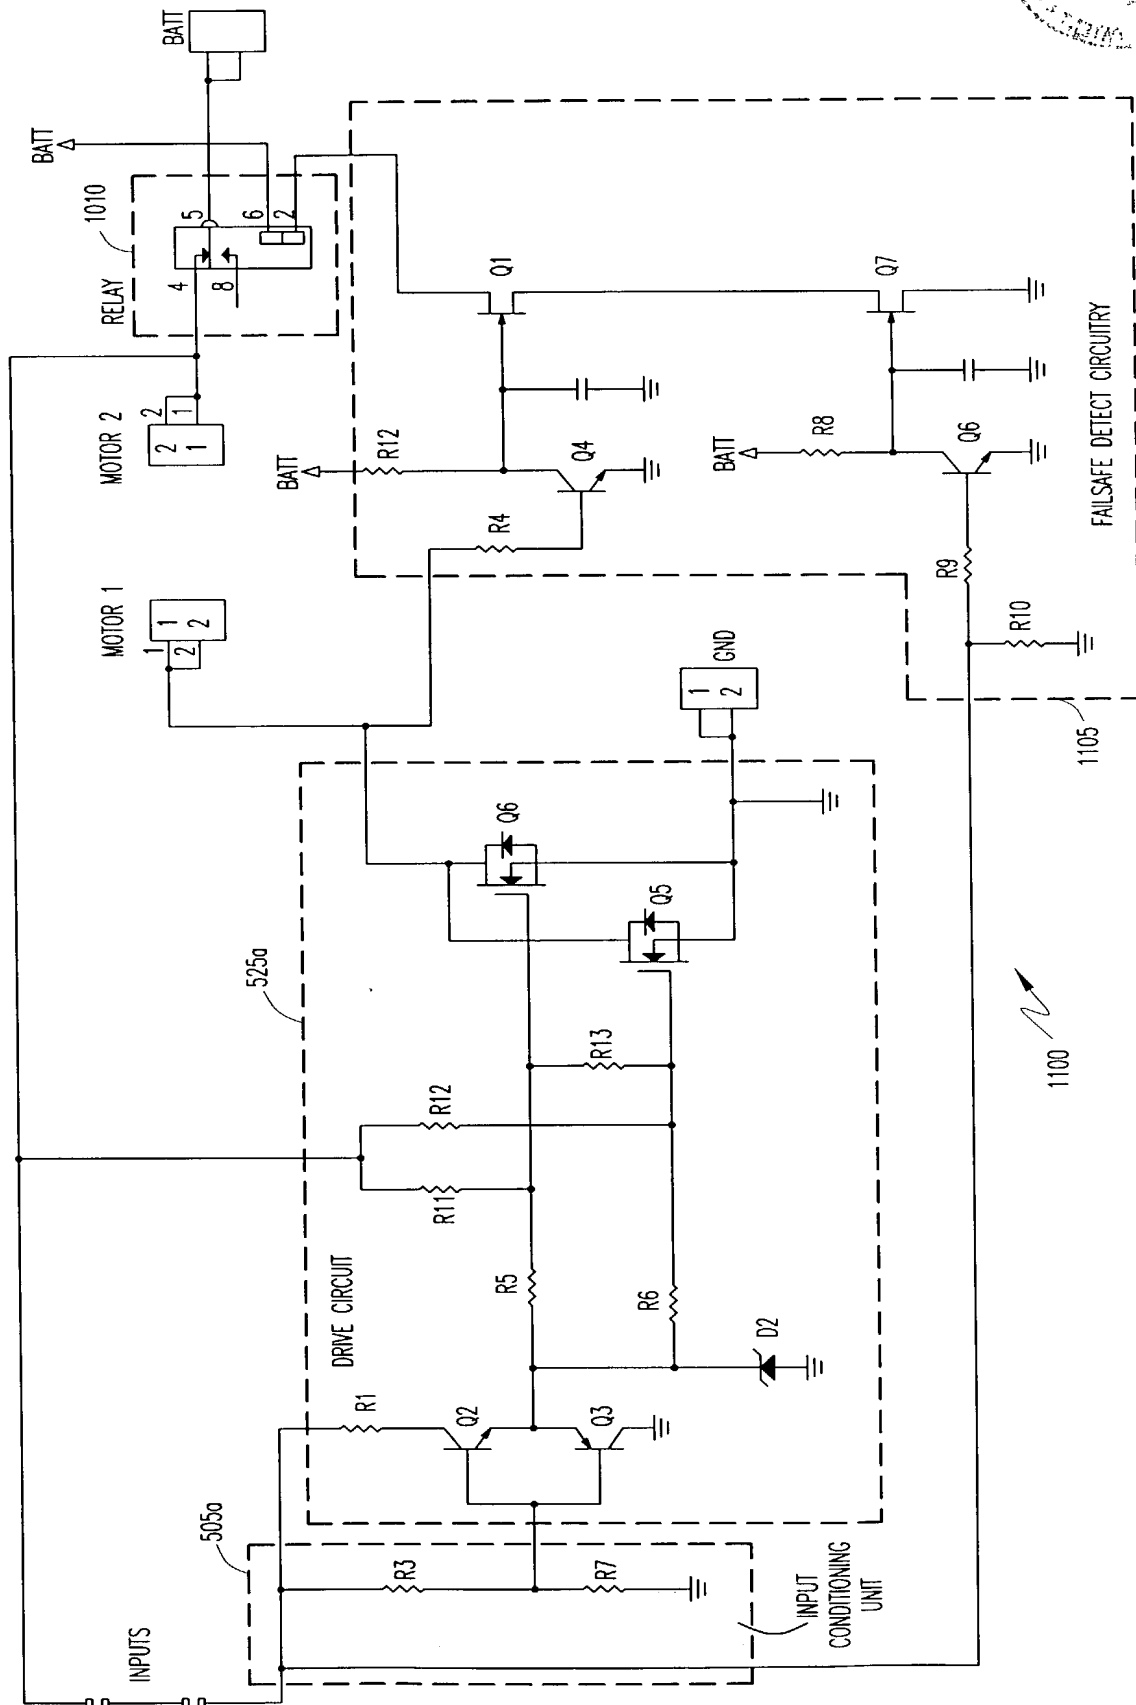 BATT
BATT
1010
RELAY
5
6
2
4
8
MOTOR 2
2
1
2
1
MOTOR 1
1
2
1
2
BATT
R12
R4
Q4
Q1
BATT
R8
Q7
Q6
R9
R10
FAILSAFE DETECT CIRCUITRY
1105
GND
1
2
525a
Q6
Q5
R13
R12
R11
R5
R6
DRIVE CIRCUIT
D2
R1
Q2
Q3
505a
R3
R7
INPUTS
INPUT
CONDITIONING
UNIT
1100